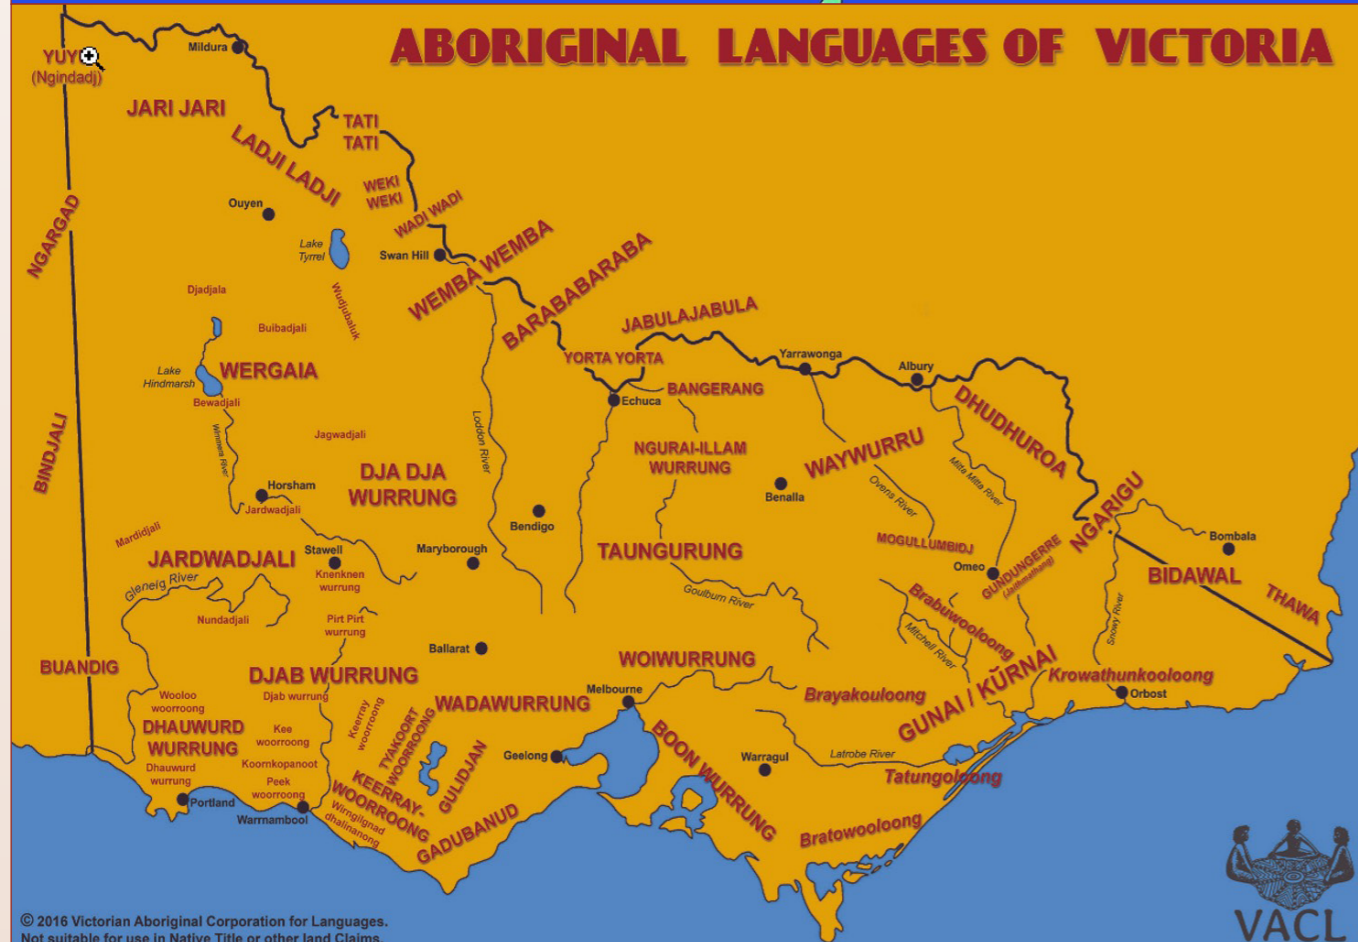 ABORIGINAL LANGUAGES OF VICTORIA
Mildura
(Ngindadj)
JARI JARI
TATI
TATI
LADJI LADJI
WEKI
WEKI
WADI WADI
NGARGAD
Ouyen
Lake
Tyrrel
Swan Hill
WEMBA WEMBA
BARABABARABA
Djadjala
Wudjubaluk
Buibadjali
JABULAJABULA
YORTA YORTA
Yarrawonga
Albury
Lake
Hindmarsh
WERGAIA
Bewadjali
BANGERANG
Echuca
DHUDHUROA
BINDJALI
Wimmera River
Jagwadjali
Loddon River
NGURAI-ILLAM
WURRUNG
WAYWURRU
DJA DJA
WURRUNG
Horsham
Jardwadjali
Benalla
Ovens River
Mitta Mitta River
NGARIGU
Mardidjali
Bendigo
MOGULLUMBIDJ
Bombala
JARDWADJALI
Stawell
Maryborough
TAUNGURUNG
Omeo
GUNDUNGERRE
(Jaithmathang)
BIDAWAL
THAWA
Knenknen
wurrung
Glenelg River
Goulburn River
Brabuwooloong
Snowy River
Nundadjali
Pirt Pirt
wurrung
Mitchell River
Ballarat
BUANDIG
DJAB WURRUNG
WOIWURRUNG
GUNAI / KŬRNAI
Krowathunkooloong
Orbost
Wooloo
woorrong
Djab wurrung
WADAWURRUNG
Melbourne
Brayakouloong
DHAUWURD
WURRUNG
Kee
woorrong
Keerray
woorroong
TYAKOORT
WOORROONG
GULIDJAN
Geelong
BOON WURRUNG
Warragul
Latrobe River
Tatungoloong
Dhauwurd
wurrung
Koornkopanoot
Peek
woorrong
KEERRAY-
WOORROONG
Portland
Warrnambool
Wirngilgnad
dhalinanong
GADUBANUD
Bratowooloong
© 2016 Victorian Aboriginal Corporation for Languages.
Not suitable for use in Native Title or other land Claims.
VACL